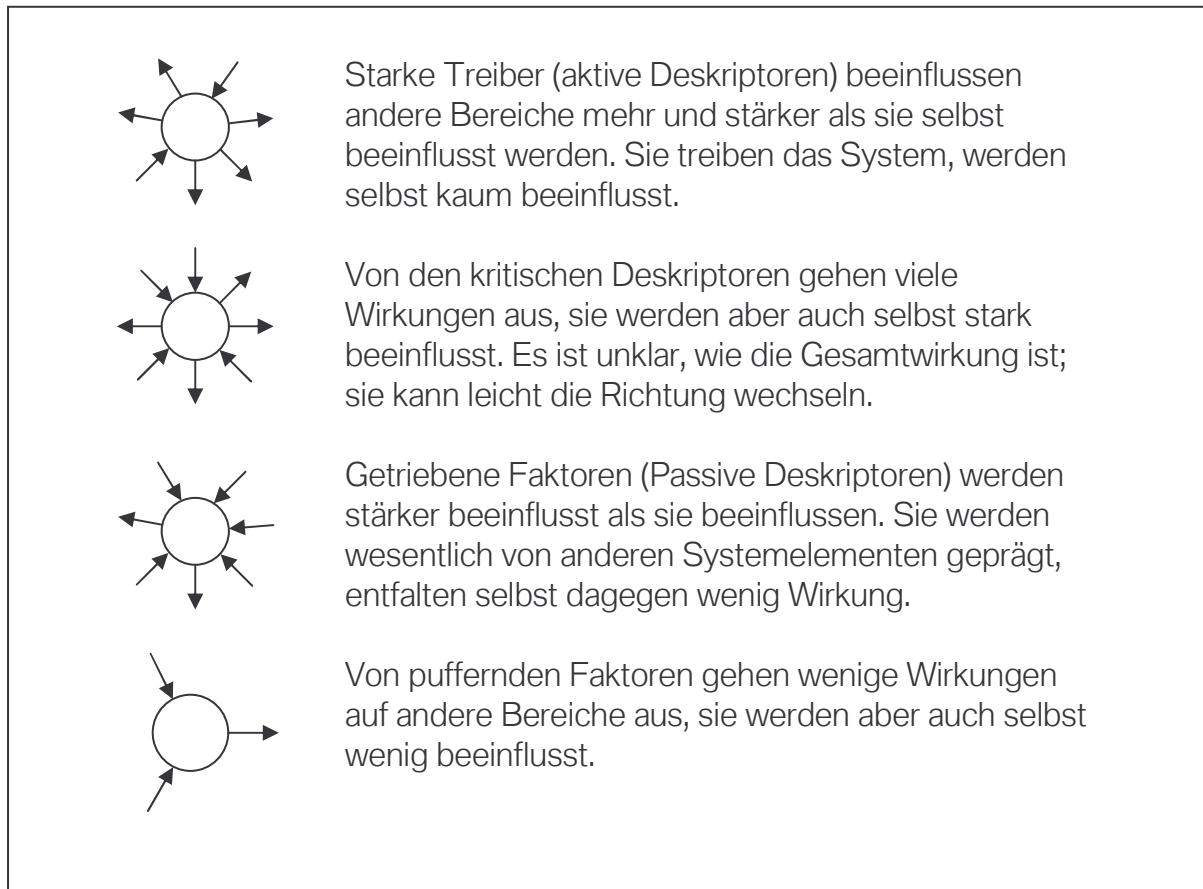 Starke Treiber (aktive Deskriptoren) beeinflussen
andere Bereiche mehr und stärker als sie selbst
beeinflusst werden. Sie treiben das System, werden
selbst kaum beeinflusst.
Von den kritischen Deskriptoren gehen viele
Wirkungen aus, sie werden aber auch selbst stark
beeinflusst. Es ist unklar, wie die Gesamtwirkung ist;
sie kann leicht die Richtung wechseln.
Getriebene Faktoren (Passive Deskriptoren) werden
stärker beeinflusst als sie beeinflussen. Sie werden
wesentlich von anderen Systemelementen geprägt,
entfalten selbst dagegen wenig Wirkung.
Von puffernden Faktoren gehen wenige Wirkungen
auf andere Bereiche aus, sie werden aber auch selbst
wenig beeinflusst.